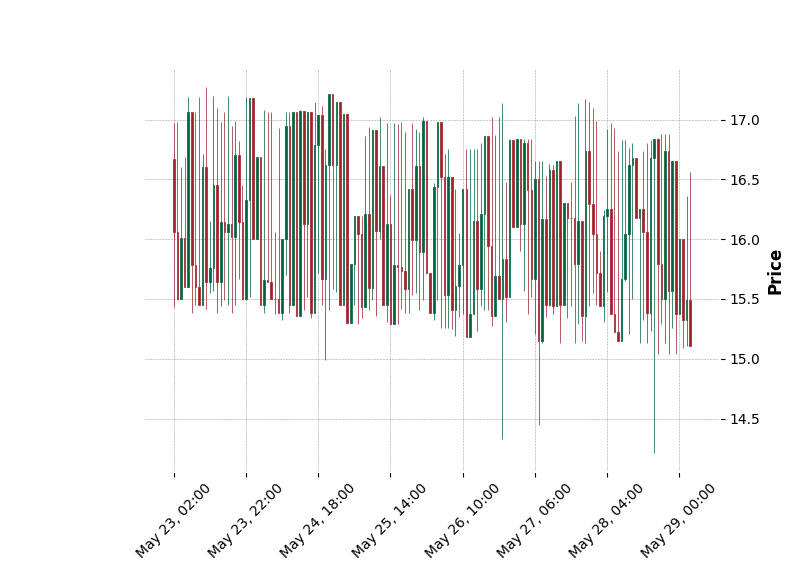 17.0
16.5
16.0
15.5
15.0
14.5
Price
May 23, 02:00
May 23, 22:00
May 24, 18:00
May 25, 14:00
May 26, 10:00
May 27, 06:00
May 28, 04:00
May 29, 00:00